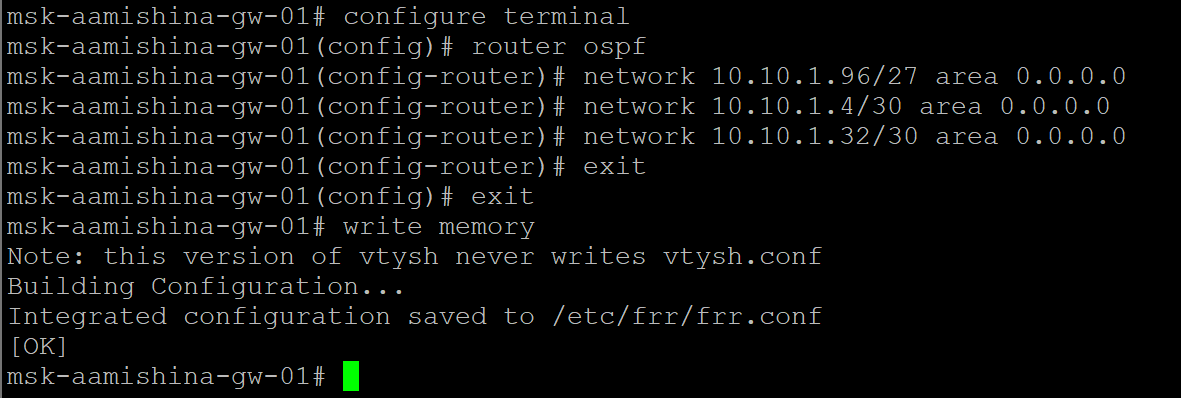 msk-aamishina-gw-01# configure terminal
msk-aamishina-gw-01(config)# router ospf
msk-aamishina-gw-01(config-router)# network 10.10.1.96/27 area 0.0.0.0
msk-aamishina-gw-01(config-router)# network 10.10.1.4/30 area 0.0.0.0
msk-aamishina-gw-01(config-router)# network 10.10.1.32/30 area 0.0.0.0
msk-aamishina-gw-01(config-router)# exit
msk-aamishina-gw-01(config)# exit
msk-aamishina-gw-01# write memory
Note: this version of vtysh never writes vtysh.conf
Building Configuration...
Integrated configuration saved to /etc/frr/frr.conf
[OK]
msk-aamishina-gw-01#